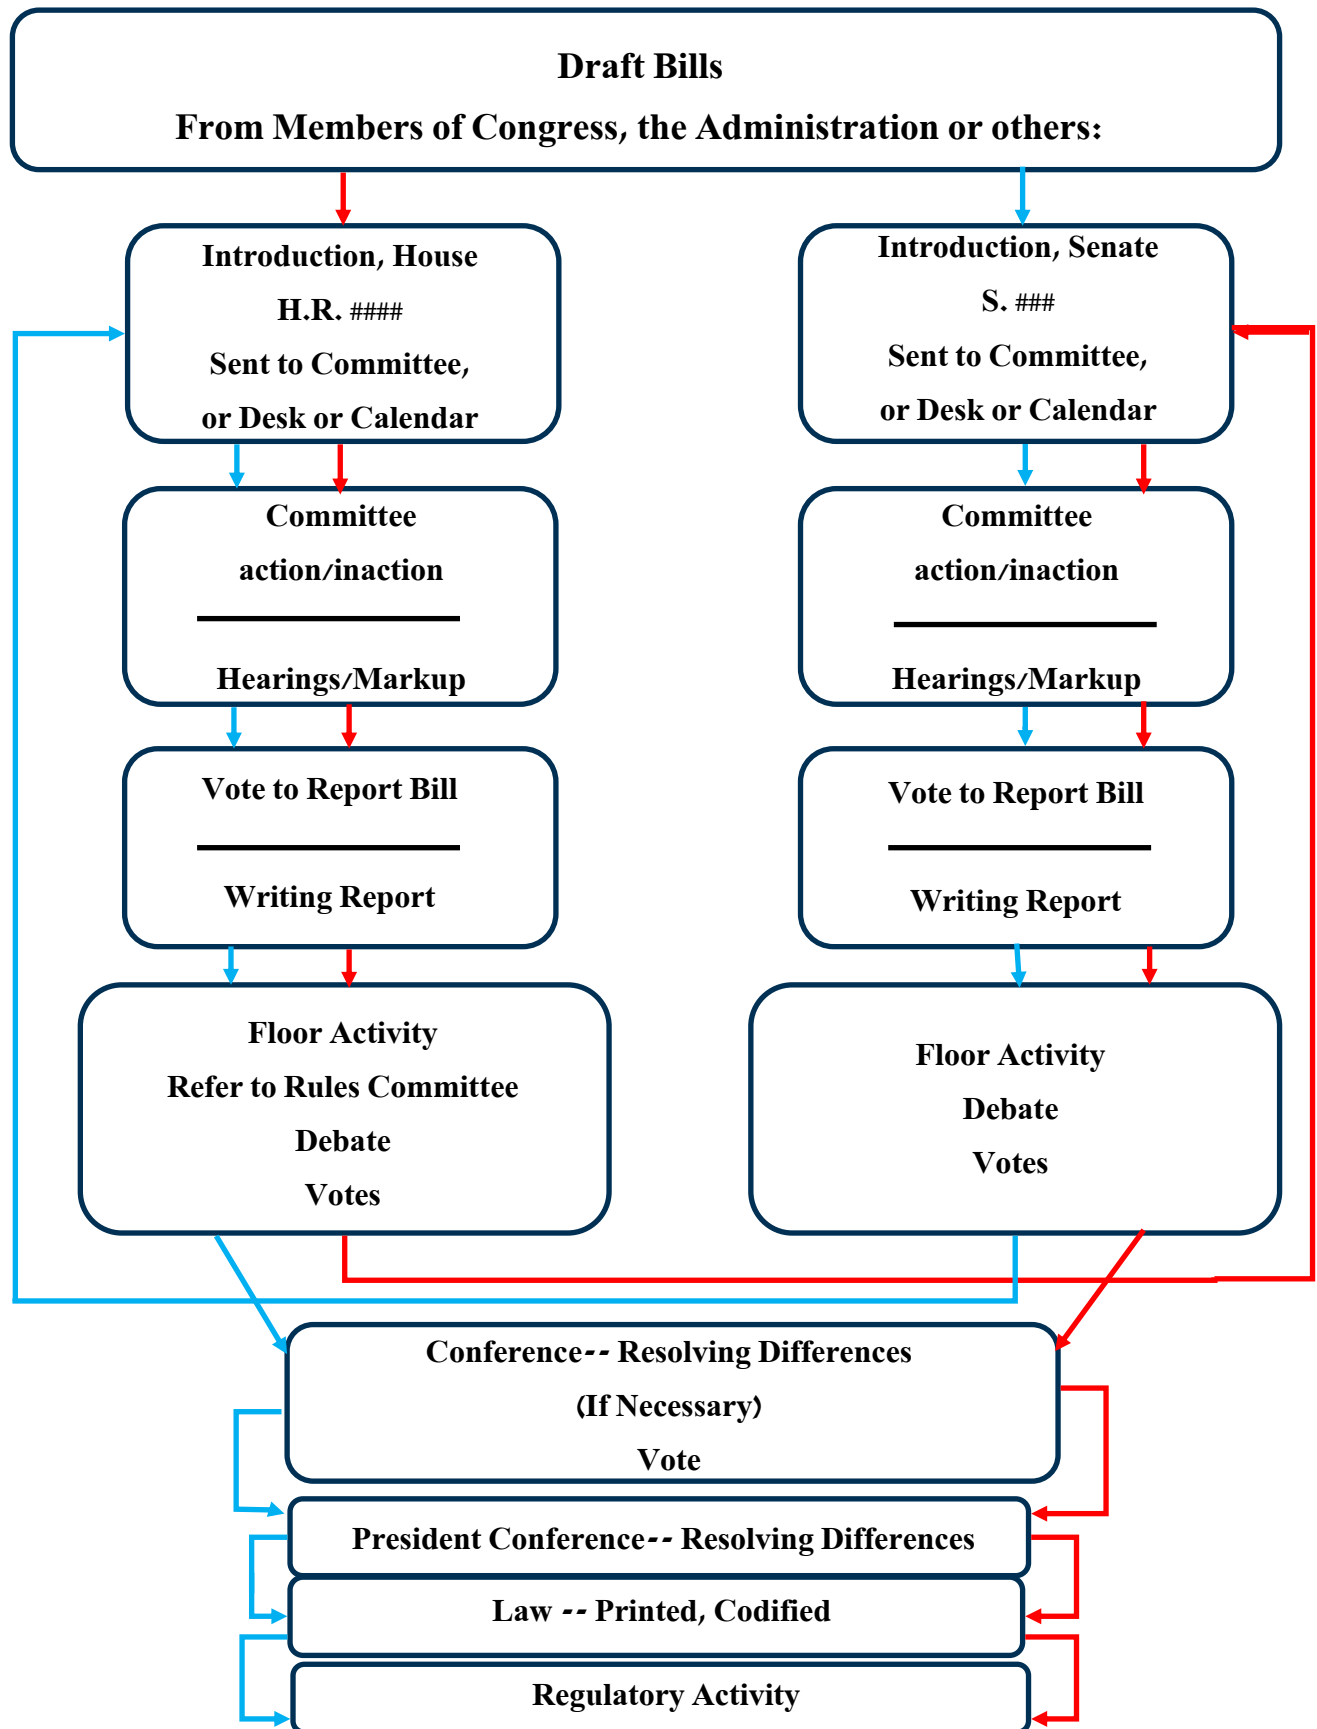 Draft Bills
From Members of Congress, the Administration or others:
Introduction, House
H.R. ####
Sent to Committee,
or Desk or Calendar
Introduction, Senate
S. ###
Sent to Committee,
or Desk or Calendar
Committee
action/inaction
Hearings/Markup
Committee
action/inaction
Hearings/Markup
Vote to Report Bill
Writing Report
Vote to Report Bill
Writing Report
Floor Activity
Refer to Rules Committee
Debate
Votes
Floor Activity
Debate
Votes
Conference-- Resolving Differences
(If Necessary)
Vote
President Conference-- Resolving Differences
Law -- Printed, Codified
Regulatory Activity